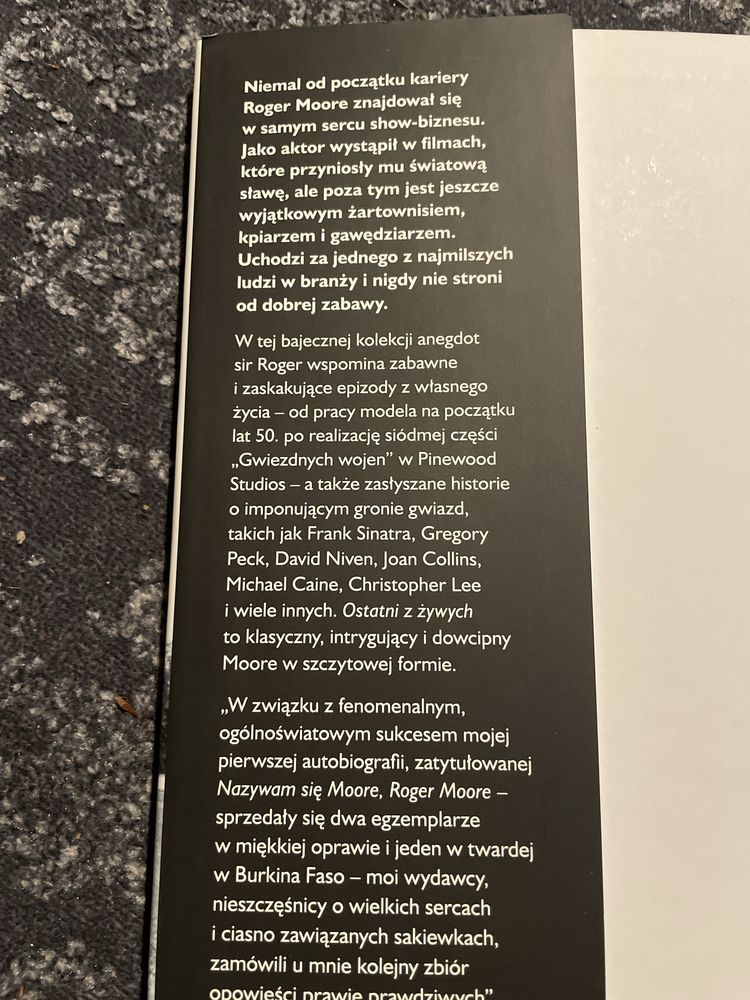 Niemal od początku kariery
Roger Moore znajdował się
w samym sercu show-biznesu.
Jako aktor wystąpił w filmach,
które przyniosły mu światową
sławę, ale poza tym jest jeszcze
wyjątkowym żartownisiem,
kpiarzem i gawędziarzem.
Uchodzi za jednego z najmilszych
ludzi w branży i nigdy nie stroni
od dobrej zabawy.
W tej bajecznej kolekcji anegdot
sir Roger wspomina zabawne
i zaskakujące epizody z własnego
życia – od pracy modela na początku
lat 50. po realizację siódmej części
„Gwiezdnych wojen” w Pinewood
Studios – a także zasłyszane historie
o imponującym gronie gwiazd,
takich jak Frank Sinatra, Gregory
Peck, David Niven, Joan Collins,
Michael Caine, Christopher Lee
i wiele innych. Ostatni z żywych
to klasyczny, intrygujący i dowcipny
Moore w szczytowej formie.
„W związku z fenomenalnym,
ogólnoświatowym sukcesem mojej
pierwszej autobiografii, zatytułowanej
Nazywam się Moore, Roger Moore –
sprzedały się dwa egzemplarze
w miękkiej oprawie i jeden w twardej
w Burkina Faso – moi wydawcy,
nieszczęśnicy o wielkich sercach
i ciasno zawiązanych sakiewkach,
zamówili u mnie kolejny zbiór
opowieści prawie prawdziwych”